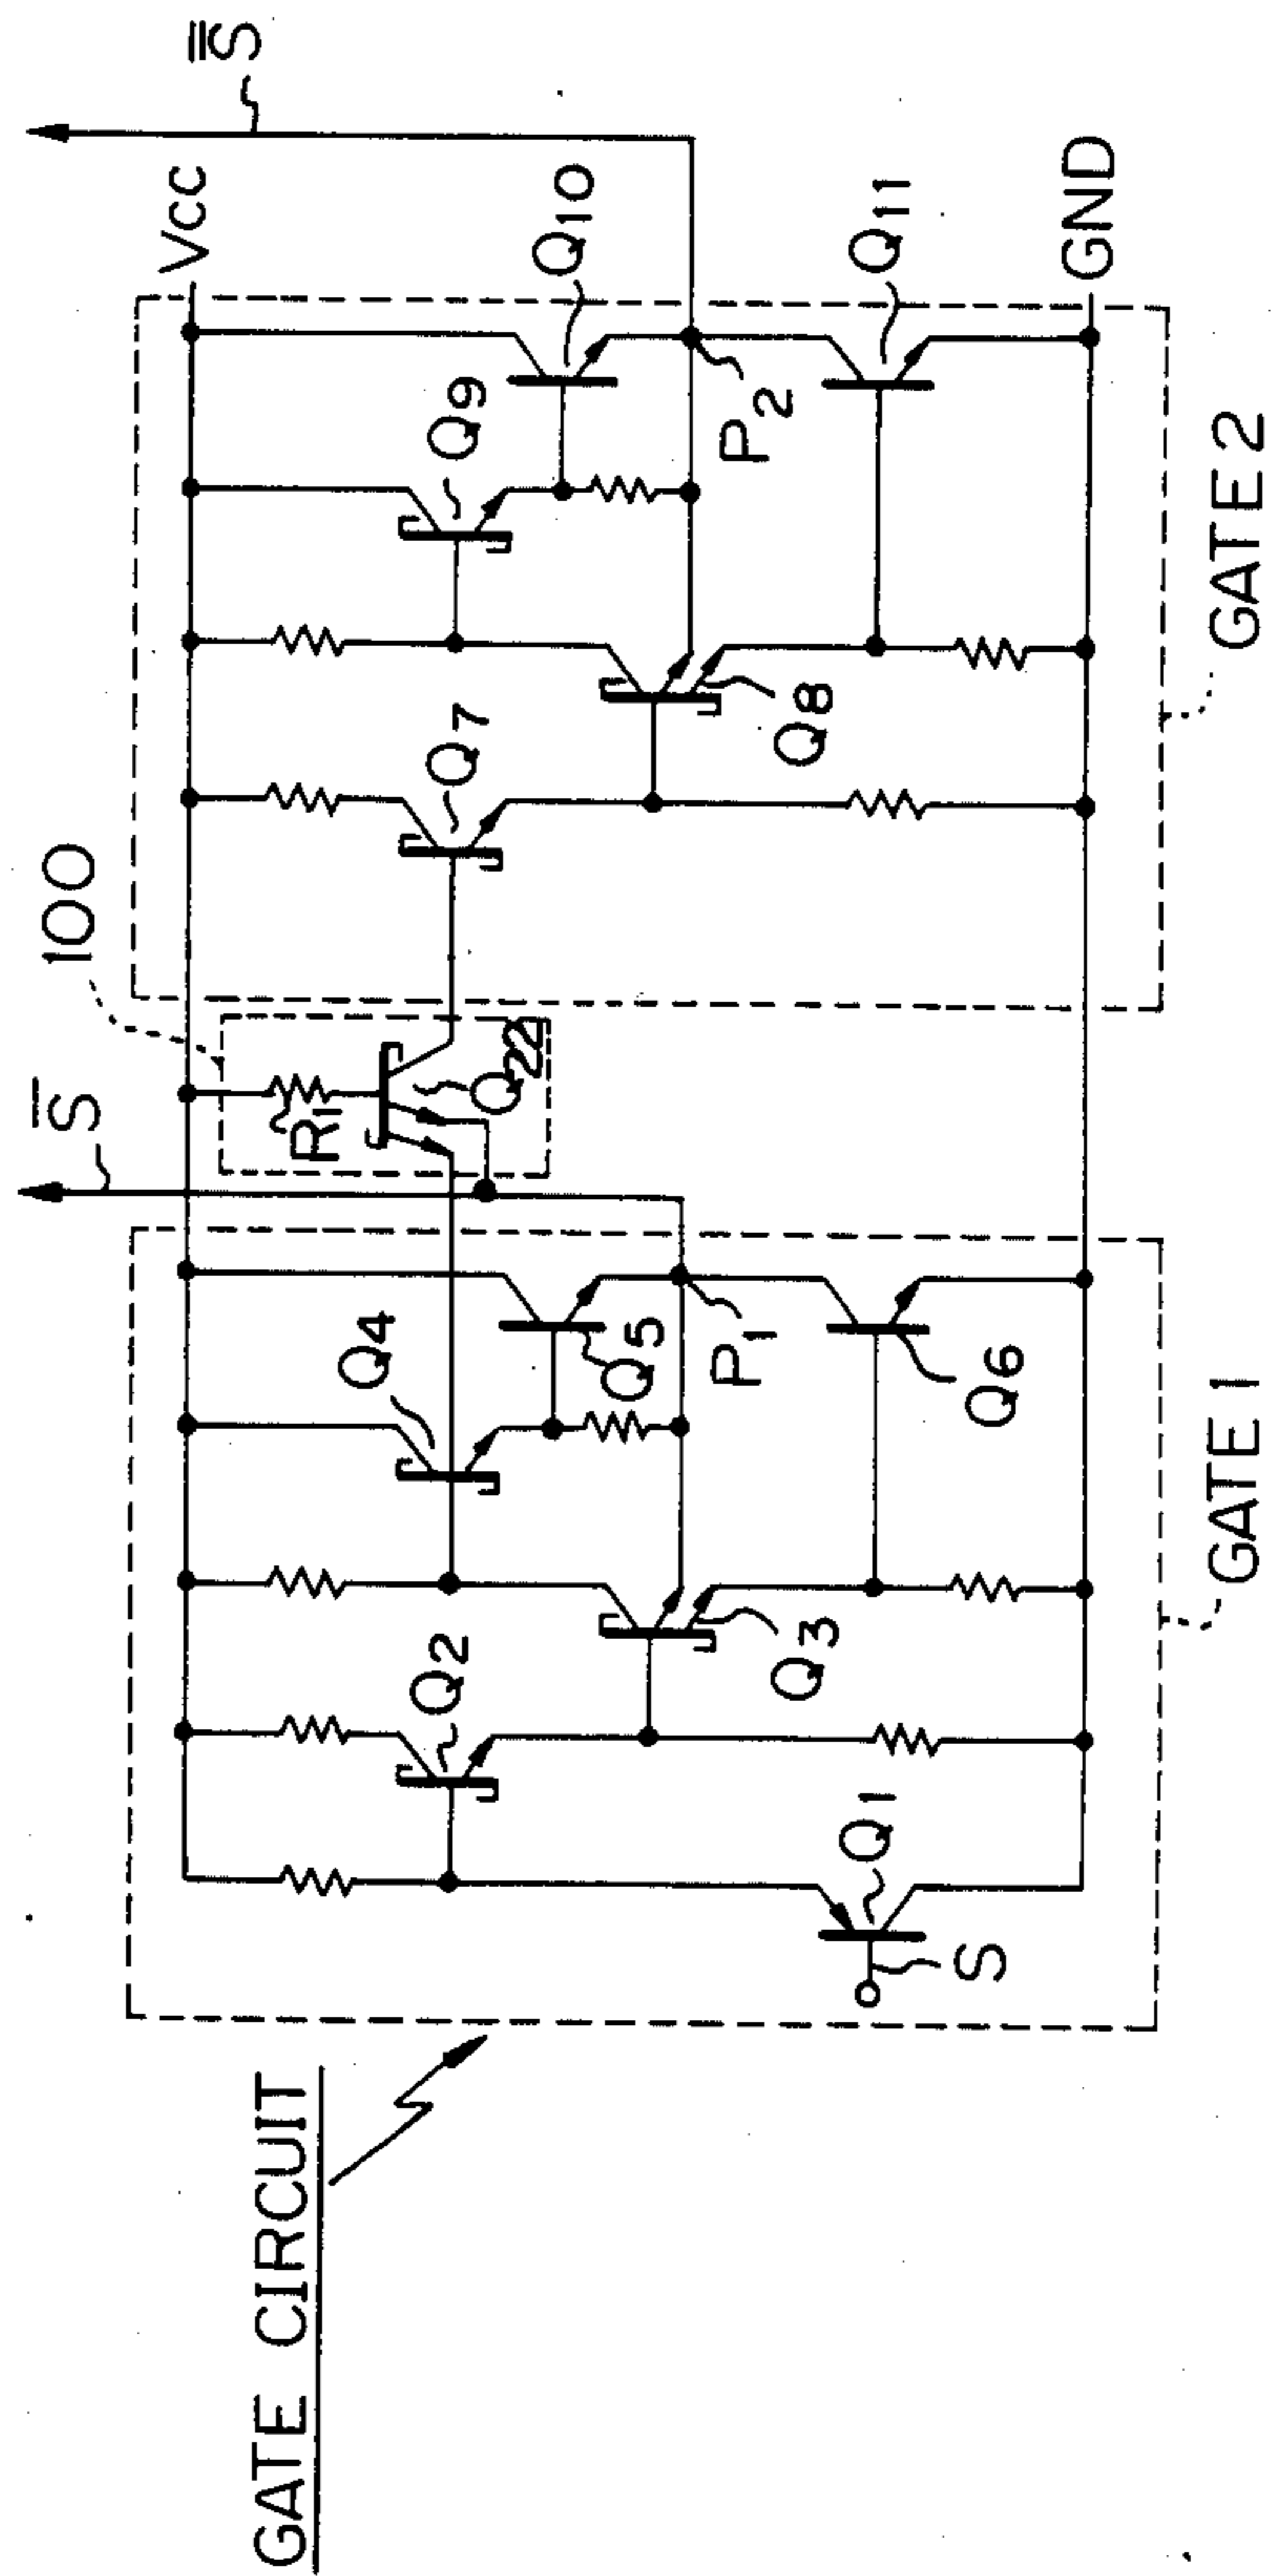 GATE CIRCUIT
S̅
100
S̿
Vcc
R1
Q22
Q1
Q2
Q3
Q4
Q5
Q6
P1
S
Q7
Q8
Q9
Q10
Q11
P2
GND
GATE 1
GATE 2